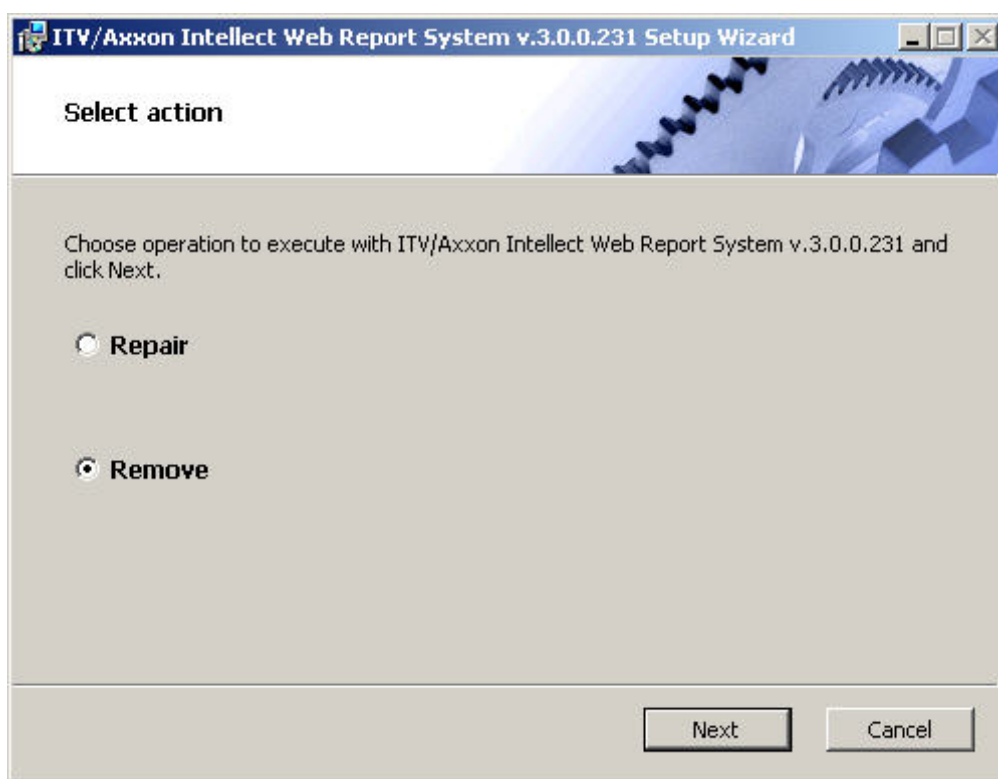 ITV/Axxon Intellect Web Report System v.3.0.0.231 Setup Wizard
Select action
Choose operation to execute with ITV/Axxon Intellect Web Report System v.3.0.0.231 and
click Next.
Repair
Remove
Next
Cancel